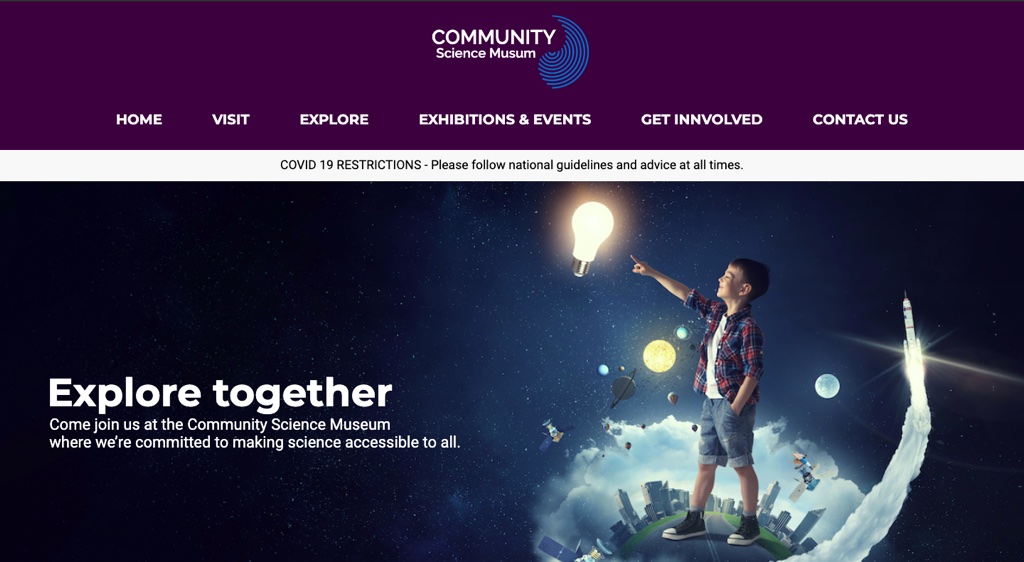 COMMUNITY
Science Musum
HOME VISIT EXPLORE EXHIBITIONS & EVENTS GET INNVOLVED CONTACT US
COVID 19 RESTRICTIONS - Please follow national guidelines and advice at all times.
Explore together
Come join us at the Community Science Museum
where we’re committed to making science accessible to all.